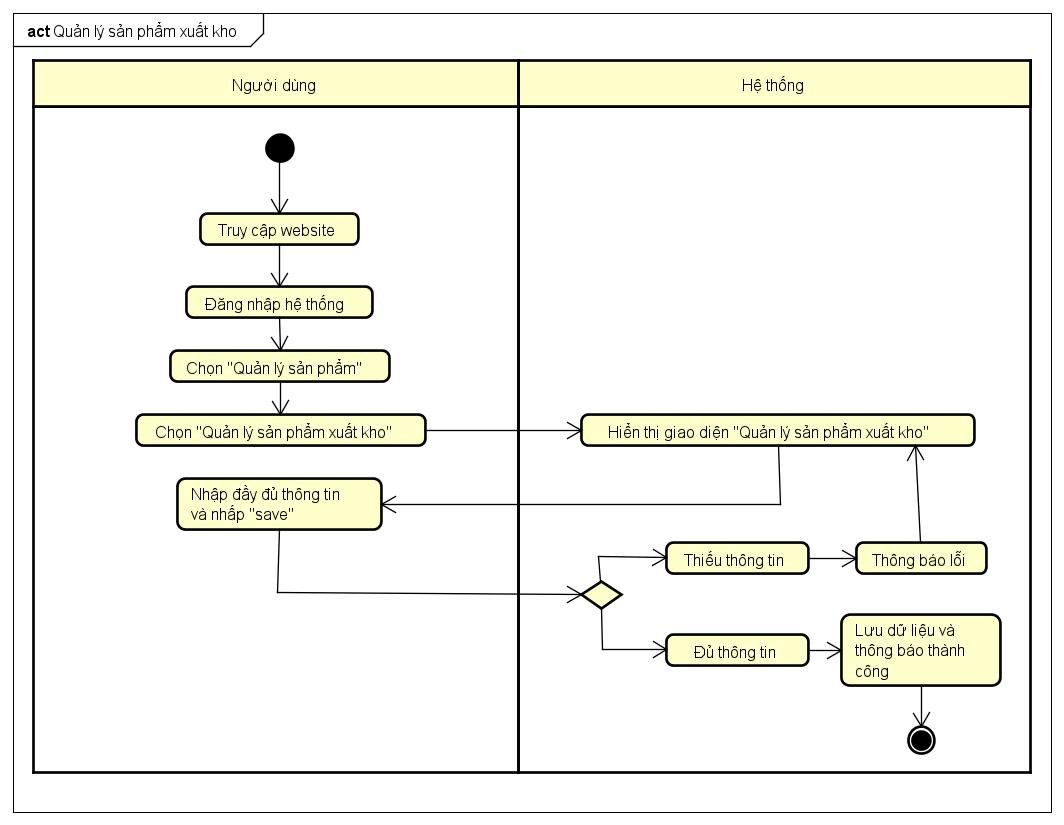 act Quản lý sản phẩm xuất kho
Người dùng
Hệ thống
Truy cập website
Đăng nhập hệ thống
Chọn "Quản lý sản phẩm"
Chọn "Quản lý sản phẩm xuất kho"
Hiển thị giao diện "Quản lý sản phẩm xuất kho"
Nhập đầy đủ thông tin
và nhấp "save"
Thiếu thông tin
Thông báo lỗi
Đủ thông tin
Lưu dữ liệu và
thông báo thành
công